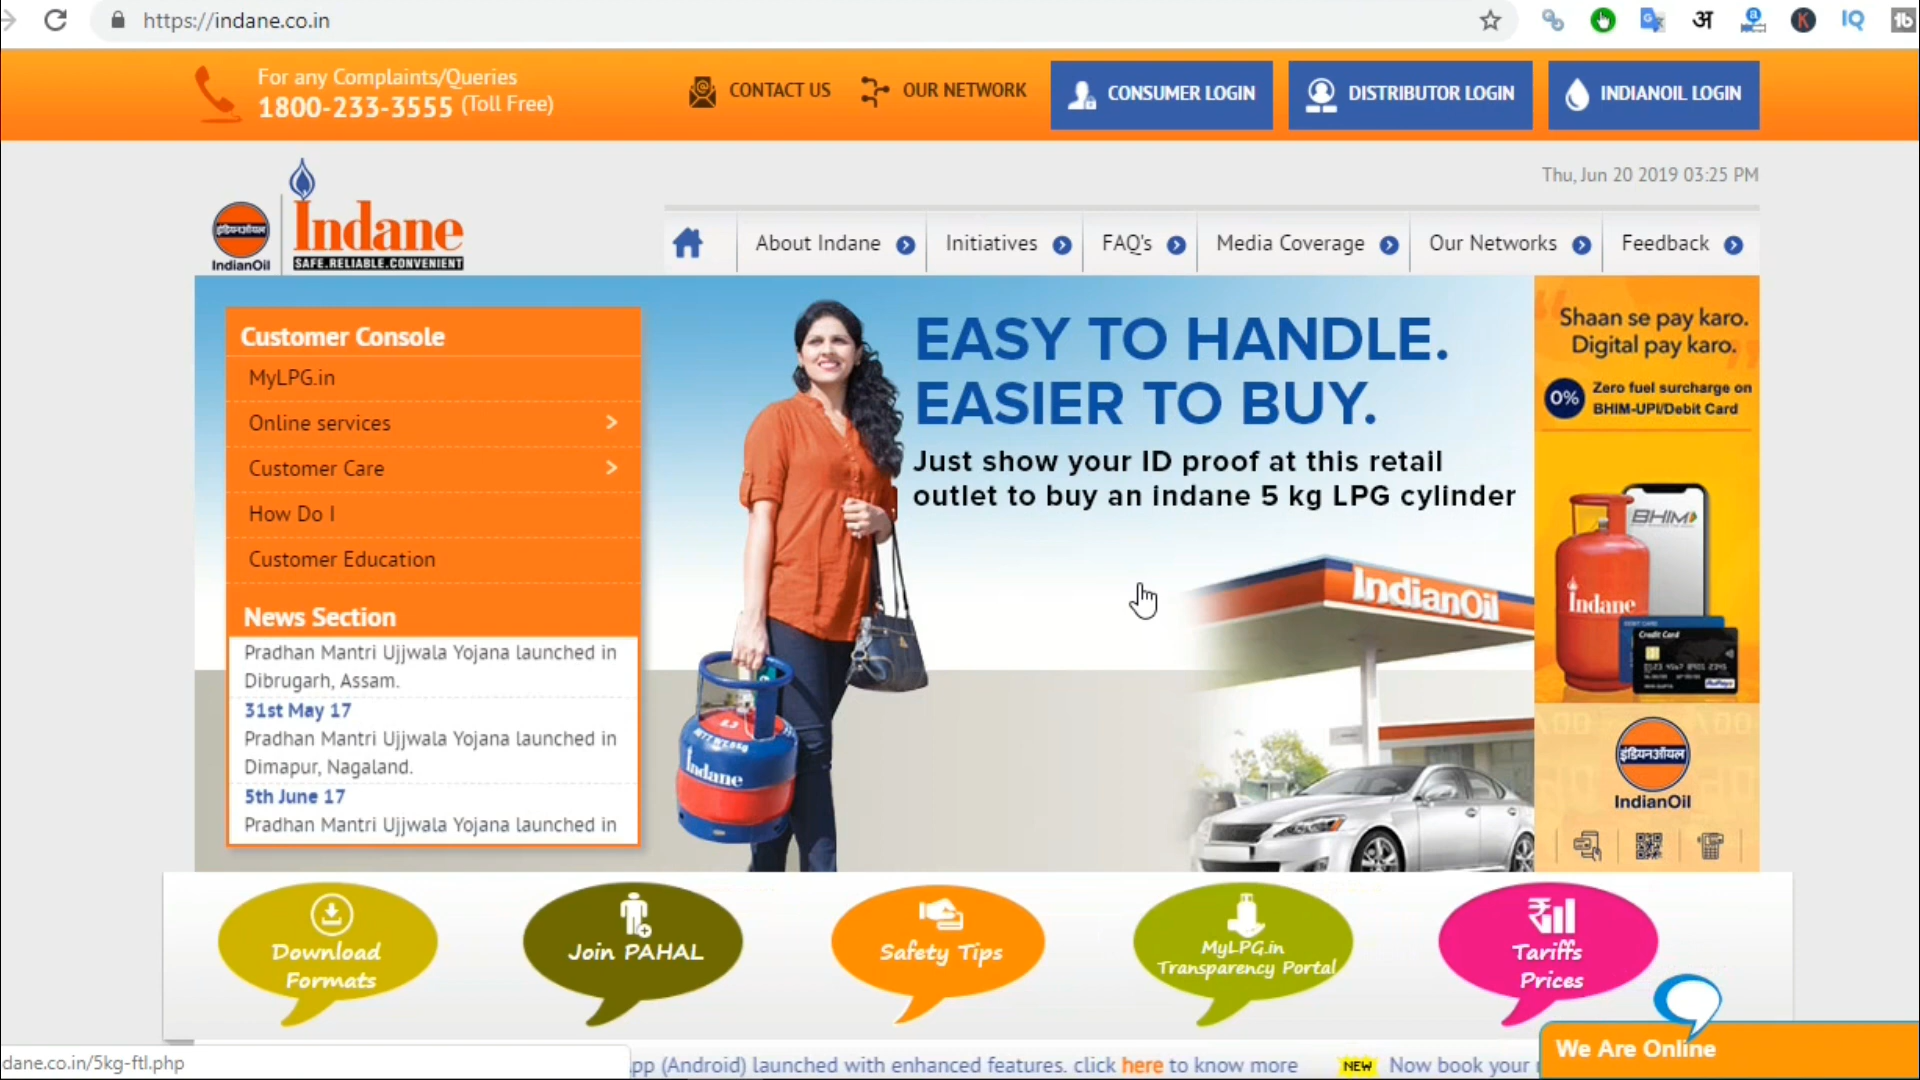 https://indane.co.in
For any Complaints/Queries
1800-233-3555 (Toll Free)
CONTACT US
OUR NETWORK
CONSUMER LOGIN
DISTRIBUTOR LOGIN
INDIANOIL LOGIN
Thu, Jun 20 2019 03:25 PM
इंडियनऑयल
IndianOil
Indane
SAFE.RELIABLE.CONVENIENT
About Indane
Initiatives
FAQ's
Media Coverage
Our Networks
Feedback
Customer Console
MyLPG.in
Online services
Customer Care
How Do I
Customer Education
News Section
Pradhan Mantri Ujjwala Yojana launched in
Dibrugarh, Assam.
31st May 17
Pradhan Mantri Ujjwala Yojana launched in
Dimapur, Nagaland.
5th June 17
Pradhan Mantri Ujjwala Yojana launched in
EASY TO HANDLE.
EASIER TO BUY.
Just show your ID proof at this retail
outlet to buy an indane 5 kg LPG cylinder
IndianOil
Indane
Shaan se pay karo.
Digital pay karo.
0%
Zero fuel surcharge on
BHIM-UPI/Debit Card
BHIM
Indane
Credit Card
RuPay
इंडियनऑयल
IndianOil
Download
Formats
Join PAHAL
Safety Tips
MyLPG.in
Transparency Portal
Tariffs
Prices
We Are Online
dane.co.in/5kg-ftl.php
pp (Android) launched with enhanced features. click here to know more
NEW
Now book your